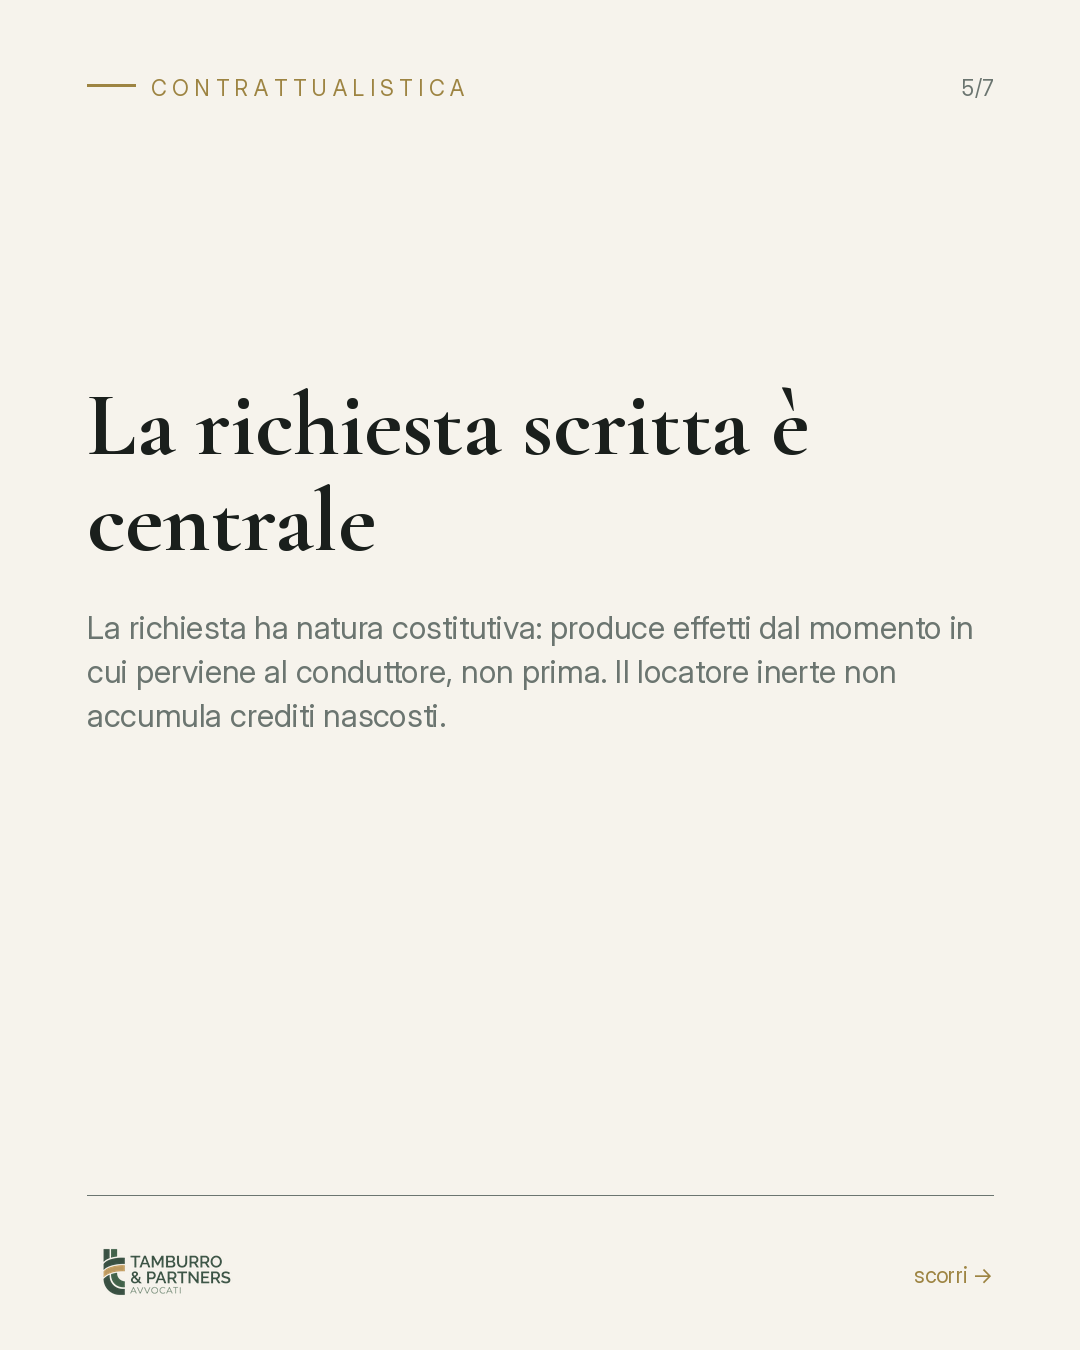 CONTRATTUALISTICA
5/7
La richiesta scritta è
centrale
La richiesta ha natura costitutiva: produce effetti dal momento in
cui perviene al conduttore, non prima. Il locatore inerte non
accumula crediti nascosti.
TAMBURRO
& PARTNERS
AVVOCATI
scorri →